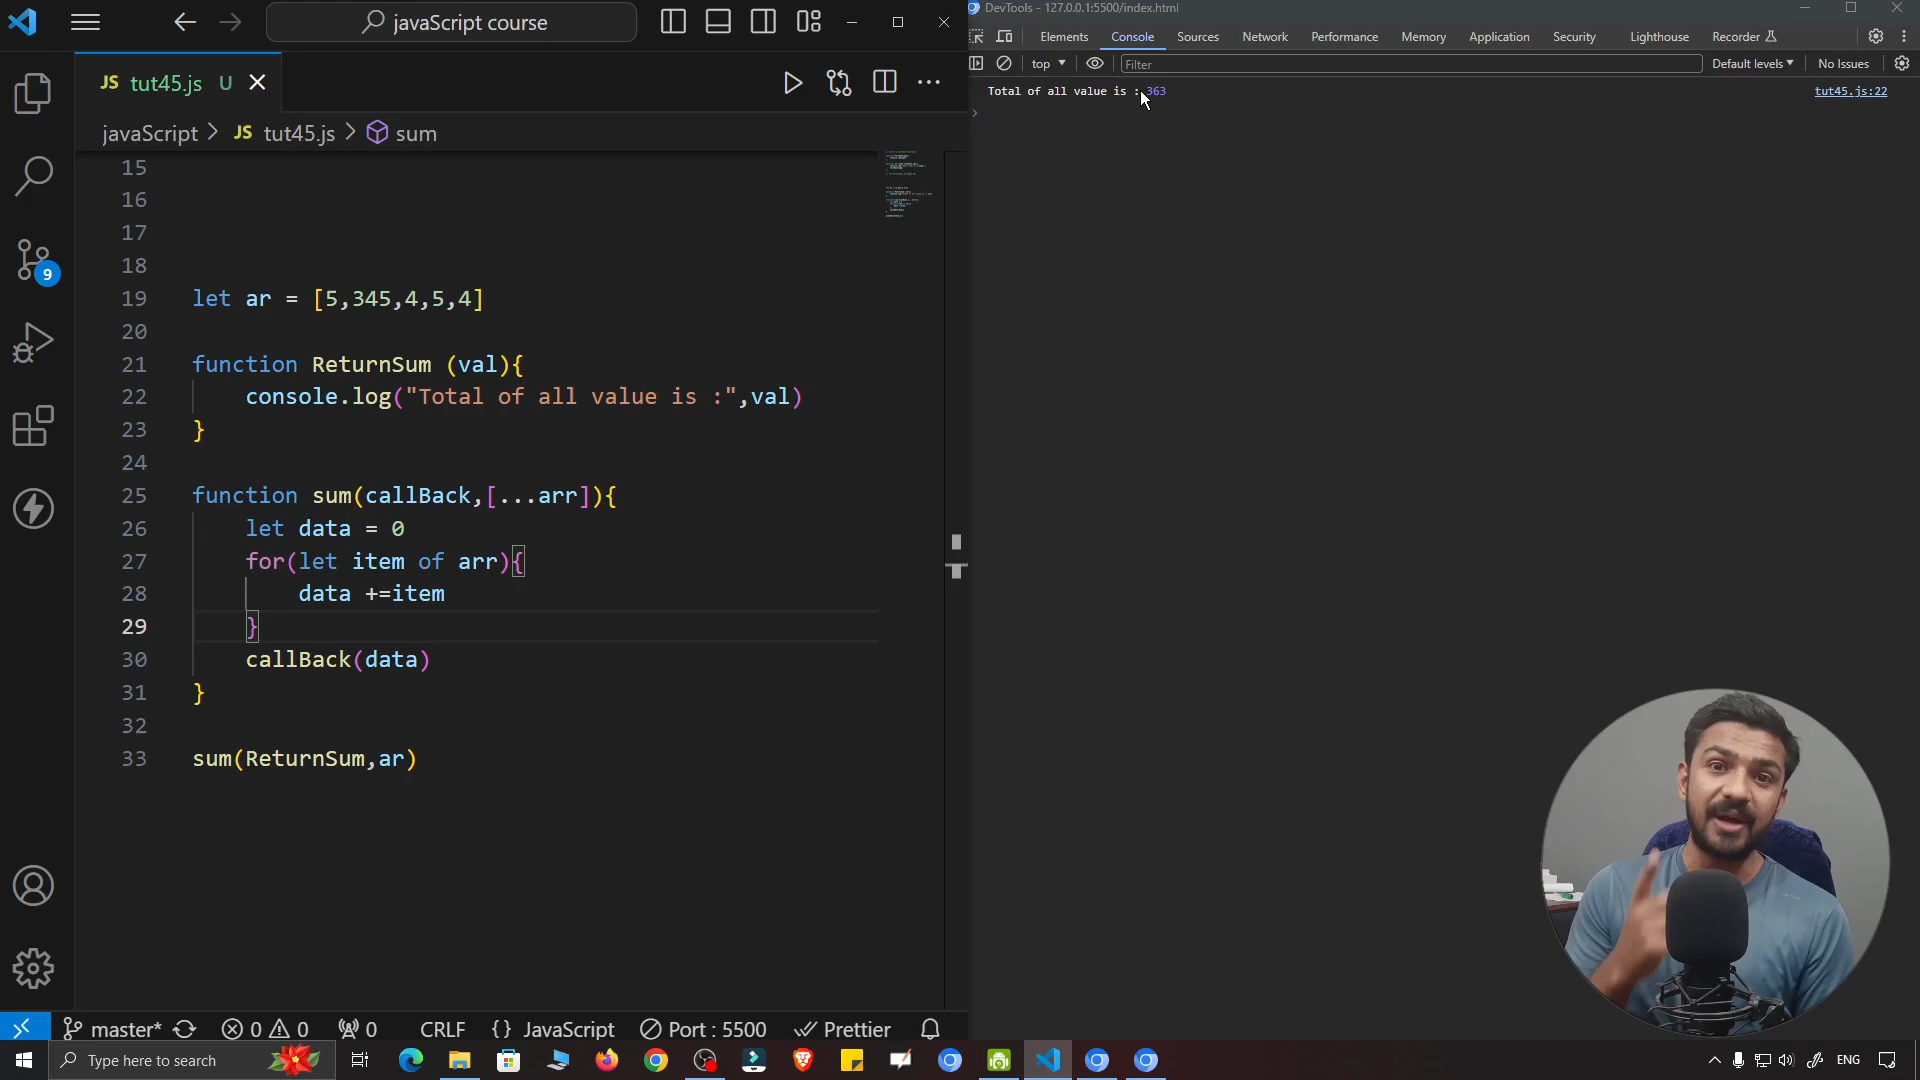 javaScript course
JS tut45.js U
javaScript > JS tut45.js > sum
15
16
17
18
19 let ar = [5,345,4,5,4]
20
21 function ReturnSum (val){
22 console.log("Total of all value is :",val)
23 }
24
25 function sum(callBack,[...arr]){
26 let data = 0
27 for(let item of arr){
28 data +=item
29 }
30 callBack(data)
31 }
32
33 sum(ReturnSum,ar)
9
master* 0 0 0 CRLF {} JavaScript Port : 5500 Prettier
DevTools - 127.0.0.1:5500/index.html
Elements Console Sources Network Performance Memory Application Security Lighthouse Recorder
top Filter Default levels No Issues
Total of all value is : 363 tut45.js:22
Type here to search
ENG